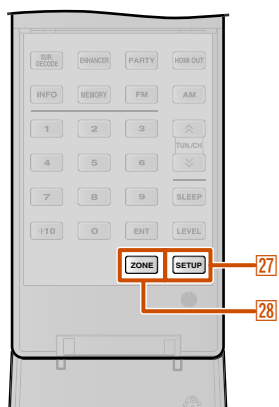 SUR. DECODE ENHANCER PARTY HDMI OUT
INFO MEMORY FM AM
1 2 3
TUN./CH
4 5 6
7 8 9 SLEEP
+10 0 ENT LEVEL
ZONE SETUP 27
28